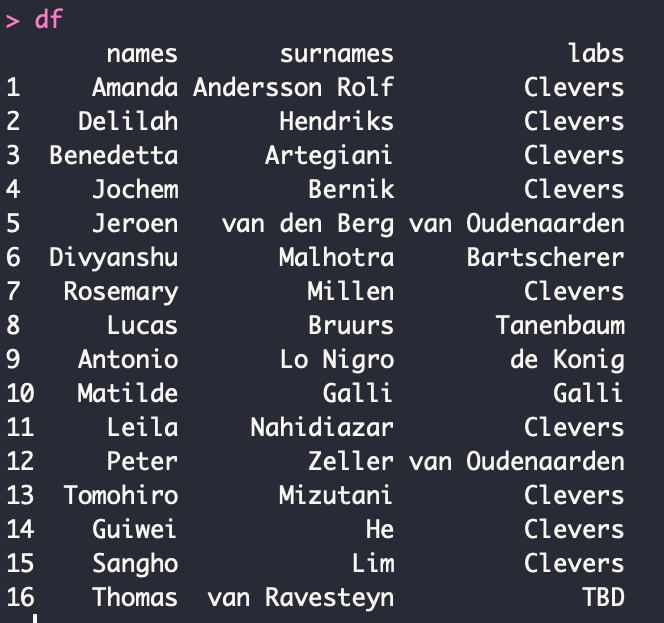 > df
names surnames labs
1 Amanda Andersson Rolf Clevers
2 Delilah Hendriks Clevers
3 Benedetta Artegiani Clevers
4 Jochem Bernik Clevers
5 Jeroen van den Berg van Oudenaarden
6 Divyanshu Malhotra Bartscherer
7 Rosemary Millen Clevers
8 Lucas Bruurs Tanenbaum
9 Antonio Lo Nigro de Konig
10 Matilde Galli Galli
11 Leila Nahidiazar Clevers
12 Peter Zeller van Oudenaarden
13 Tomohiro Mizutani Clevers
14 Guiwei He Clevers
15 Sangho Lim Clevers
16 Thomas van Ravesteyn TBD